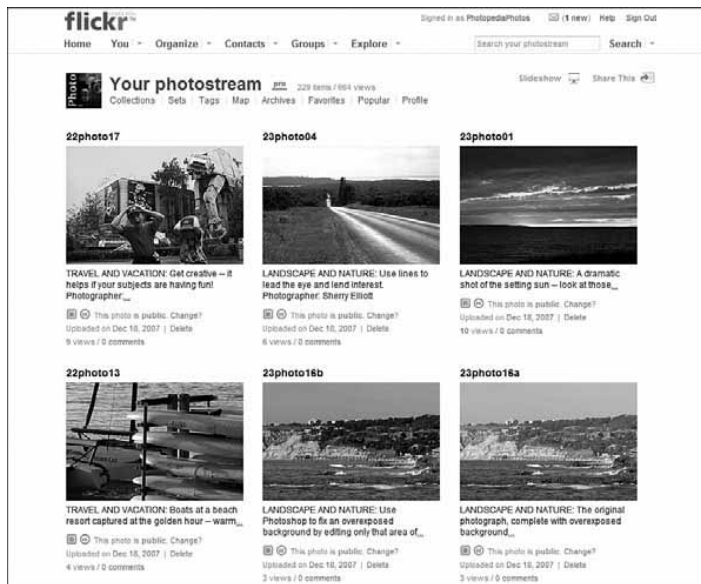 flickr
Signed in as PhotopediaPhotos (1 new) Help Sign Out
Home You Organize Contacts Groups Explore Search your photostream Search
Photo
Your photostream pro 229 items / 664 views
Slideshow Share This
Collections Sets Tags Map Archives Favorites Popular Profile
22photo17
TRAVEL AND VACATION: Get creative – it
helps if your subjects are having fun!
Photographer:...
This photo is public. Change?
Uploaded on Dec 18, 2007 | Delete
9 views / 0 comments
23photo04
LANDSCAPE AND NATURE: Use lines to
lead the eye and lend interest.
Photographer: Sherry Elliott
This photo is public. Change?
Uploaded on Dec 18, 2007 | Delete
6 views / 0 comments
23photo01
LANDSCAPE AND NATURE: A dramatic
shot of the setting sun – look at those...
This photo is public. Change?
Uploaded on Dec 18, 2007 | Delete
10 views / 0 comments
22photo13
TRAVEL AND VACATION: Boats at a beach
resort captured at the golden hour – warm...
This photo is public. Change?
Uploaded on Dec 18, 2007 | Delete
4 views / 0 comments
23photo16b
LANDSCAPE AND NATURE: Use
Photoshop to fix an overexposed
background by editing only that area of...
This photo is public. Change?
Uploaded on Dec 18, 2007 | Delete
3 views / 0 comments
23photo16a
LANDSCAPE AND NATURE: The original
photograph, complete with overexposed
background...
This photo is public. Change?
Uploaded on Dec 18, 2007 | Delete
3 views / 0 comments